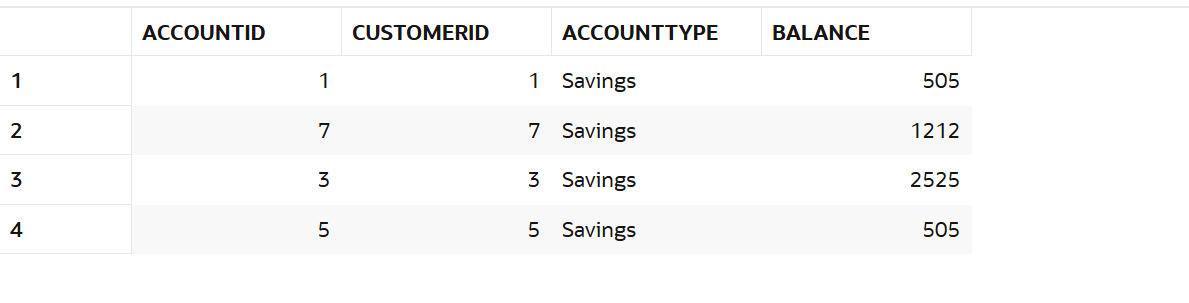 ACCOUNTID CUSTOMERID ACCOUNTTYPE BALANCE
1 1 1 Savings 505
2 7 7 Savings 1212
3 3 3 Savings 2525
4 5 5 Savings 505